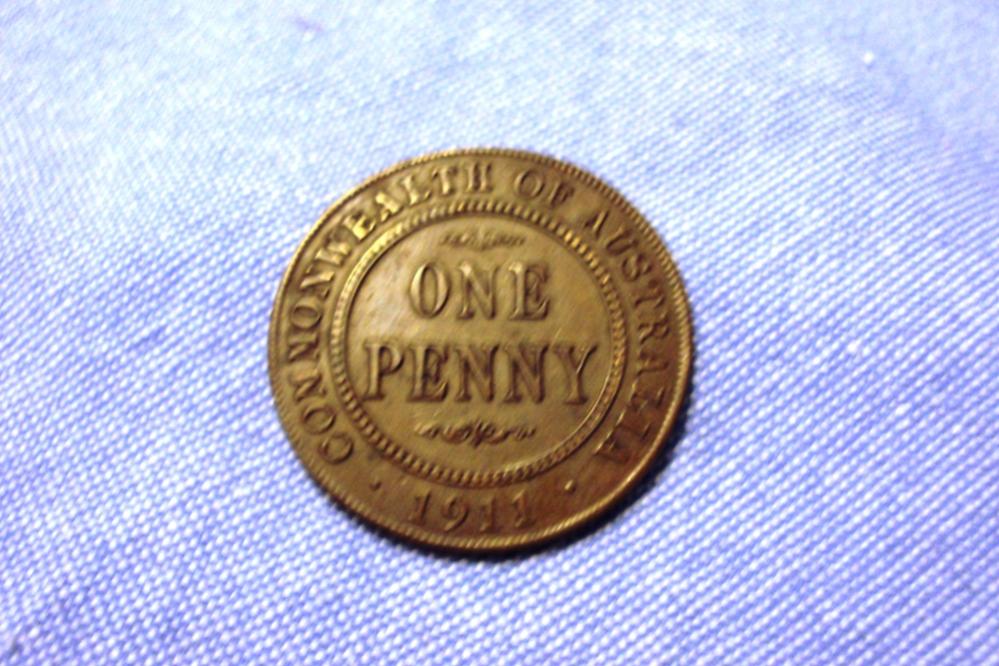 COMMONWEALTH OF AUSTRALIA
ONE
PENNY
· 1911 ·